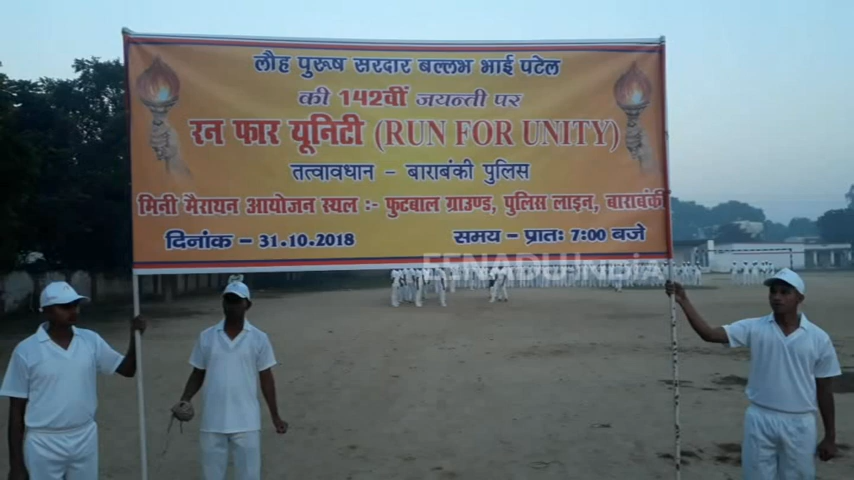 लौह पुरूष सरदार बल्लभ भाई पटेल
की 142वीं जयन्ती पर
रन फार यूनिटी (RUN FOR UNITY)
तत्वावधान - बाराबंकी पुलिस
मिनी मैरायन आयोजन स्थल :- फुटबाल ग्राउण्ड, पुलिस लाइन, बाराबंकी
दिनांक - 31.10.2018 समय - प्रातः 7:00 बजे
EENADU INDIA